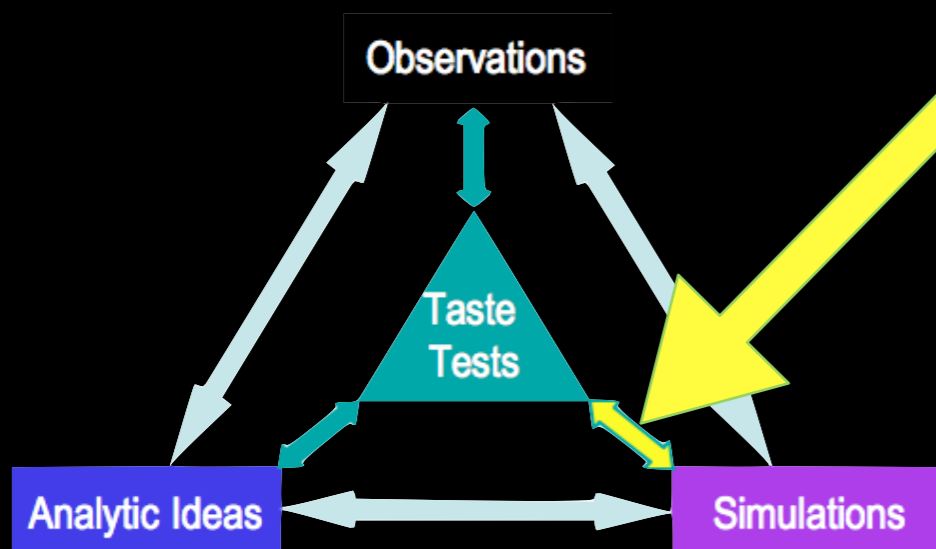 Observations
Taste
Tests
Analytic Ideas
Simulations